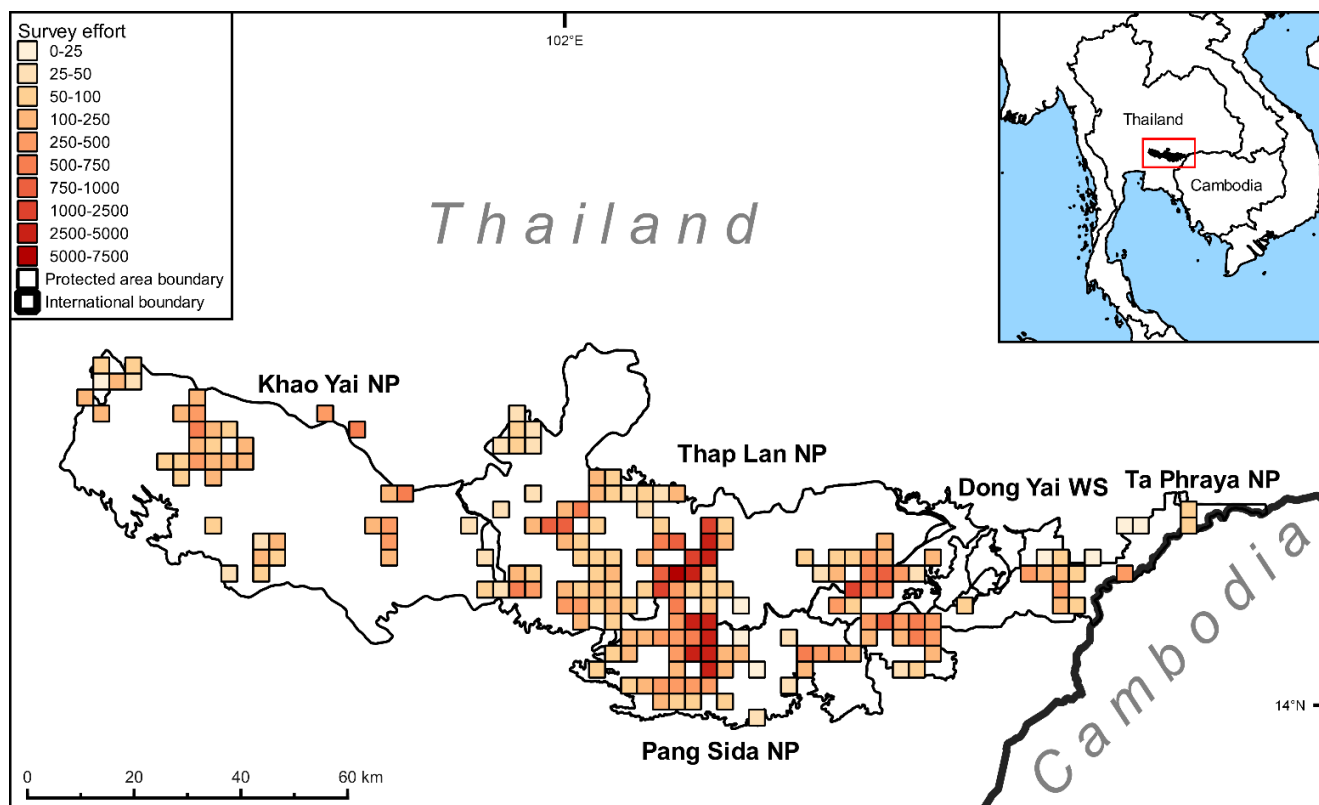 Survey effort
0-25
25-50
50-100
100-250
250-500
500-750
750-1000
1000-2500
2500-5000
5000-7500
Protected area boundary
International boundary
102°E
Thailand
Cambodia
Thailand
Khao Yai NP
Thap Lan NP
Dong Yai WS
Ta Phraya NP
Pang Sida NP
Cambodia
14°N
0 20 40 60 km